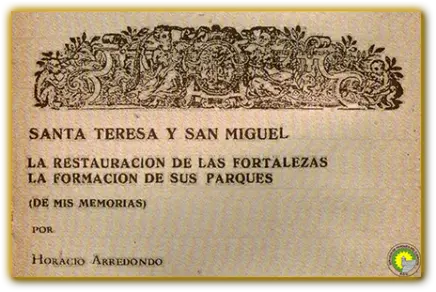 SANTA TERESA Y SAN MIGUEL
LA RESTAURACION DE LAS FORTALEZAS
LA FORMACION DE SUS PARQUES
(DE MIS MEMORIAS)
POR
HORACIO ARREDONDO